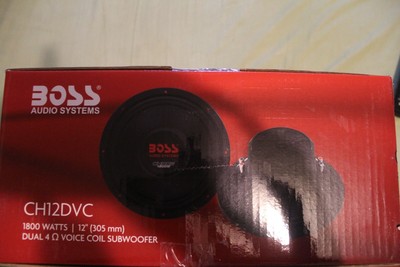 BOSS
AUDIO SYSTEMS
BOSS
CH12DVC
1800 WATTS | 12" (305 mm)
DUAL 4 Ω VOICE COIL SUBWOOFER